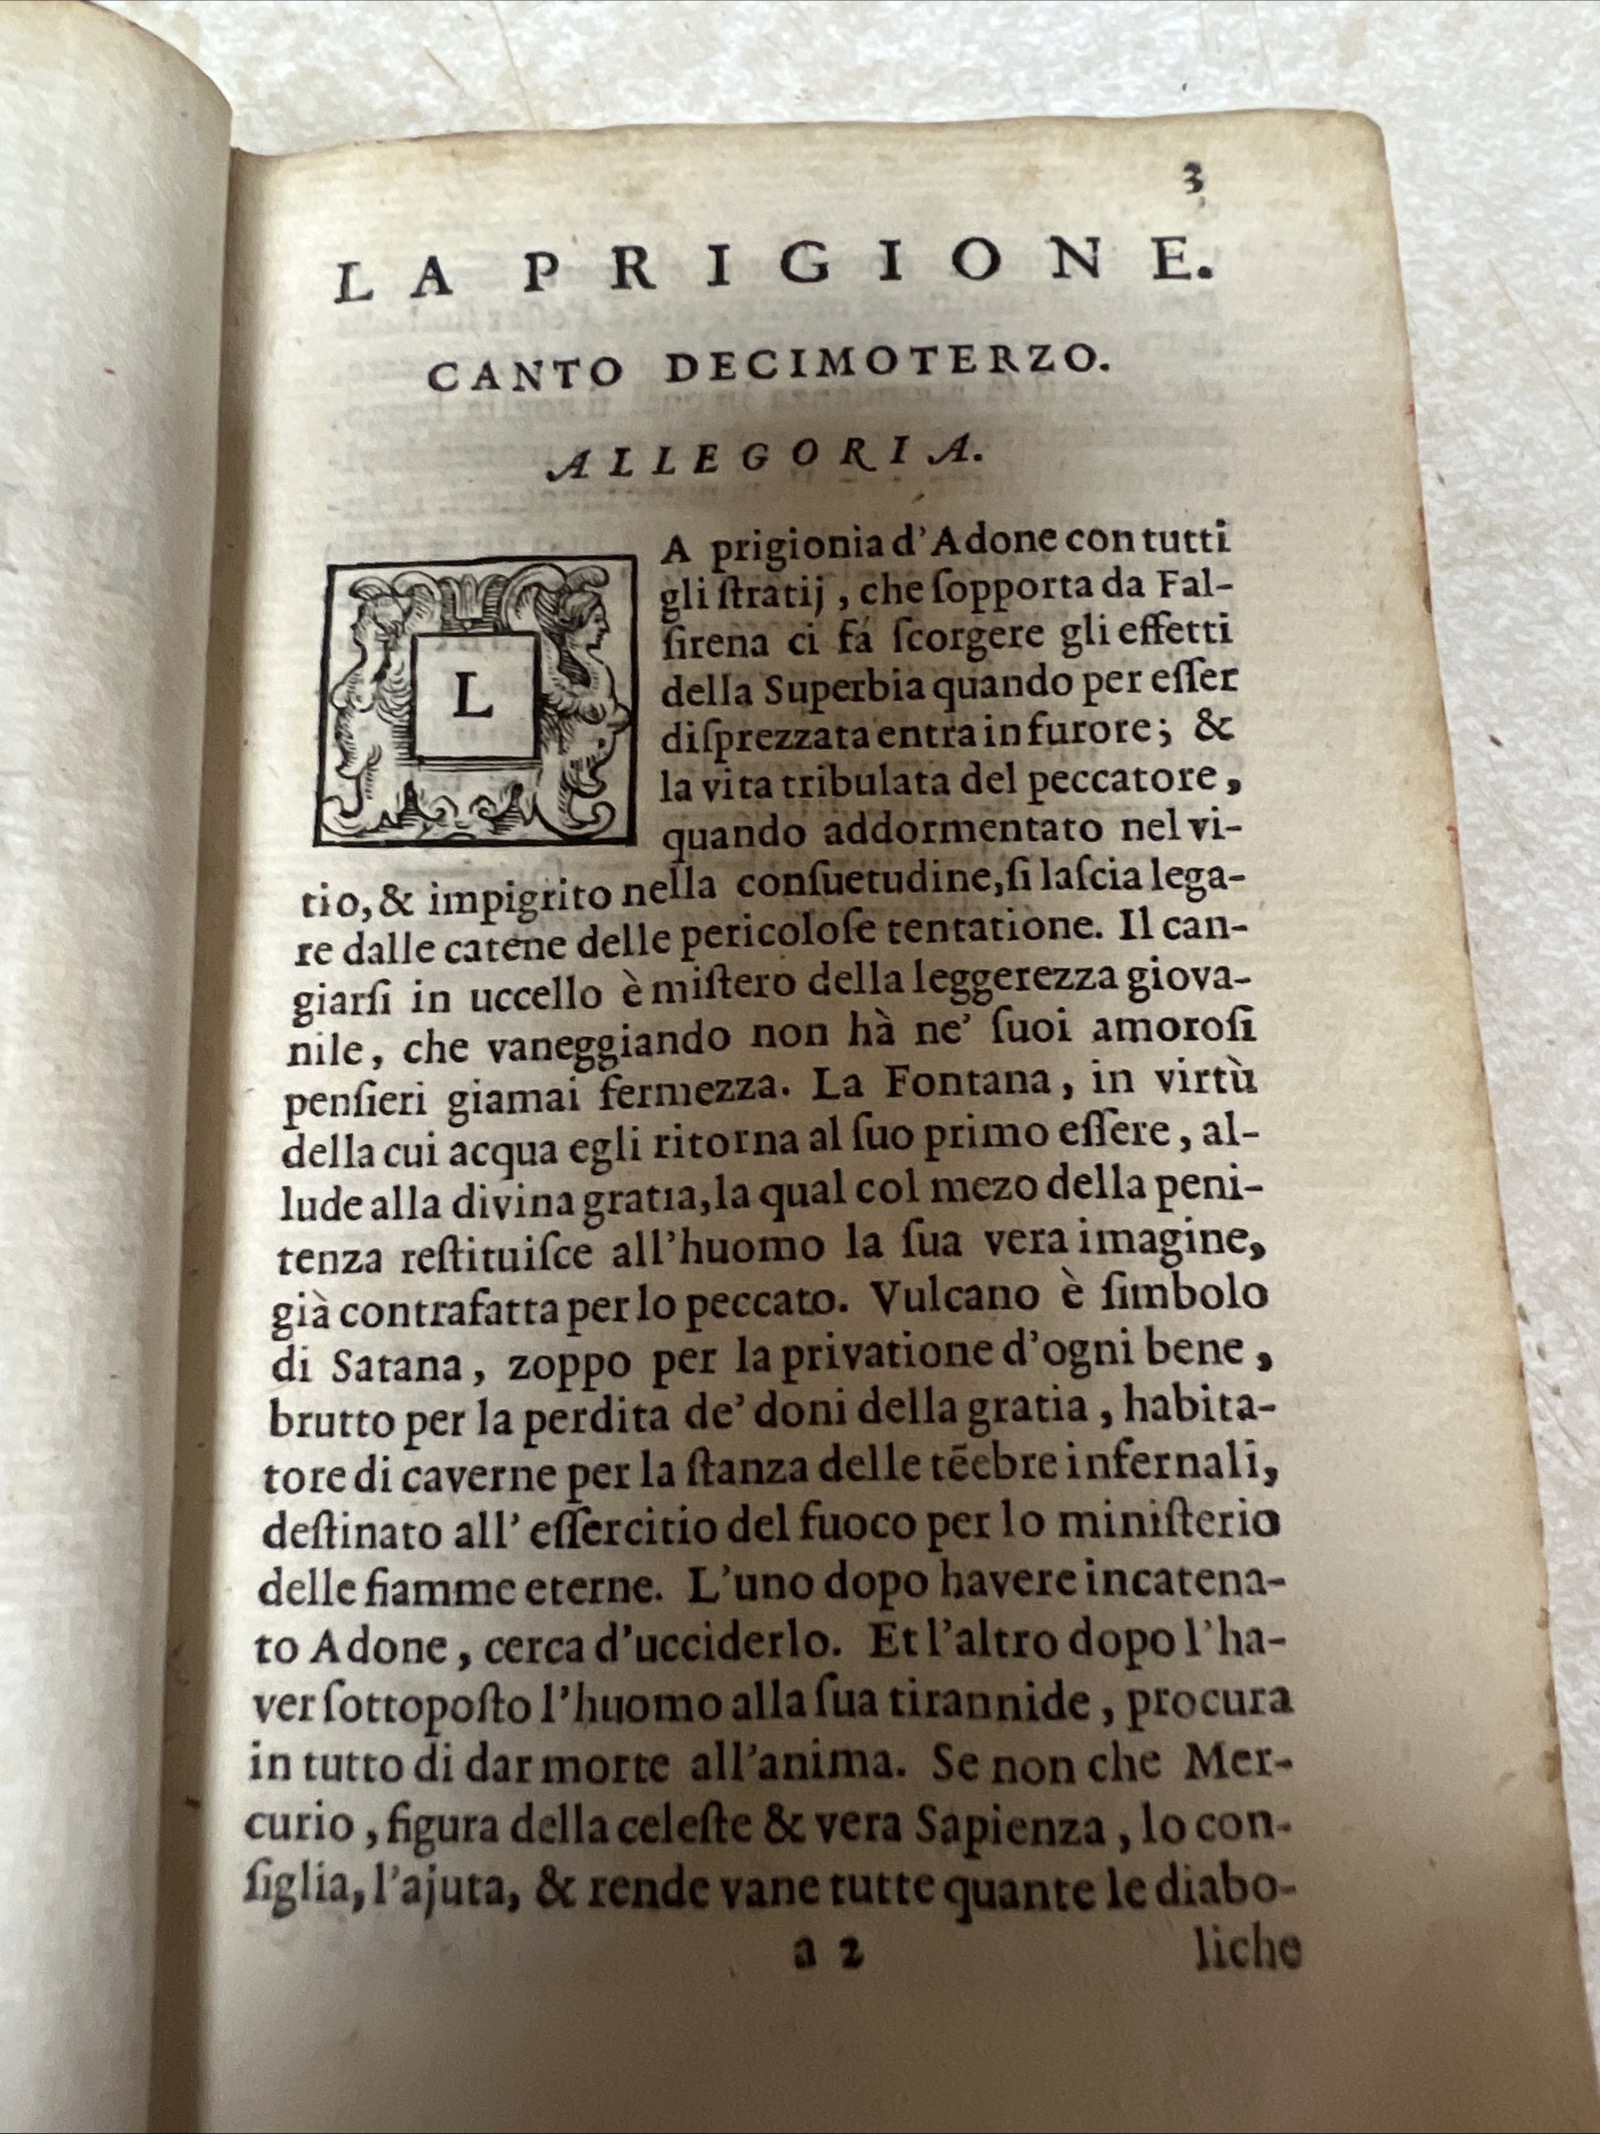 3
LA PRIGIONE.
CANTO DECIMOTERZO.
ALLEGORIA.
LA prigionia d'Adone con tutti
gli ſtratij, che ſopporta da Fal-
ſirena ci fá ſcorgere gli effetti
della Superbia quando per eſſer
diſprezzata entra in furore; &
la vita tribulata del peccatore,
quando addormentato nel vi-
tio, & impigrito nella conſuetudine, ſi laſcia lega-
re dalle catene delle pericoloſe tentatione. Il can-
giarſi in uccello è miſtero della leggerezza giova-
nile, che vaneggiando non hà ne' ſuoi amoroſi
penſieri giamai fermezza. La Fontana, in virtù
della cui acqua egli ritorna al ſuo primo eſſere, al-
lude alla divina gratia, la qual col mezo della peni-
tenza reſtituiſce all'huomo la ſua vera imagine,
già contrafatta per lo peccato. Vulcano è ſimbolo
di Satana, zoppo per la privatione d'ogni bene,
brutto per la perdita de' doni della gratia, habita-
tore di caverne per la ſtanza delle tēebre infernali,
deſtinato all' eſſercitio del fuoco per lo miniſterio
delle fiamme eterne. L'uno dopo havere incatena-
to Adone, cerca d'ucciderlo. Et l'altro dopo l'ha-
ver ſottopoſto l'huomo alla ſua tirannide, procura
in tutto di dar morte all'anima. Se non che Mer-
curio, figura della celeſte & vera Sapienza, lo con-
ſiglia, l'ajuta, & rende vane tutte quante le diabo-
a 2 liche